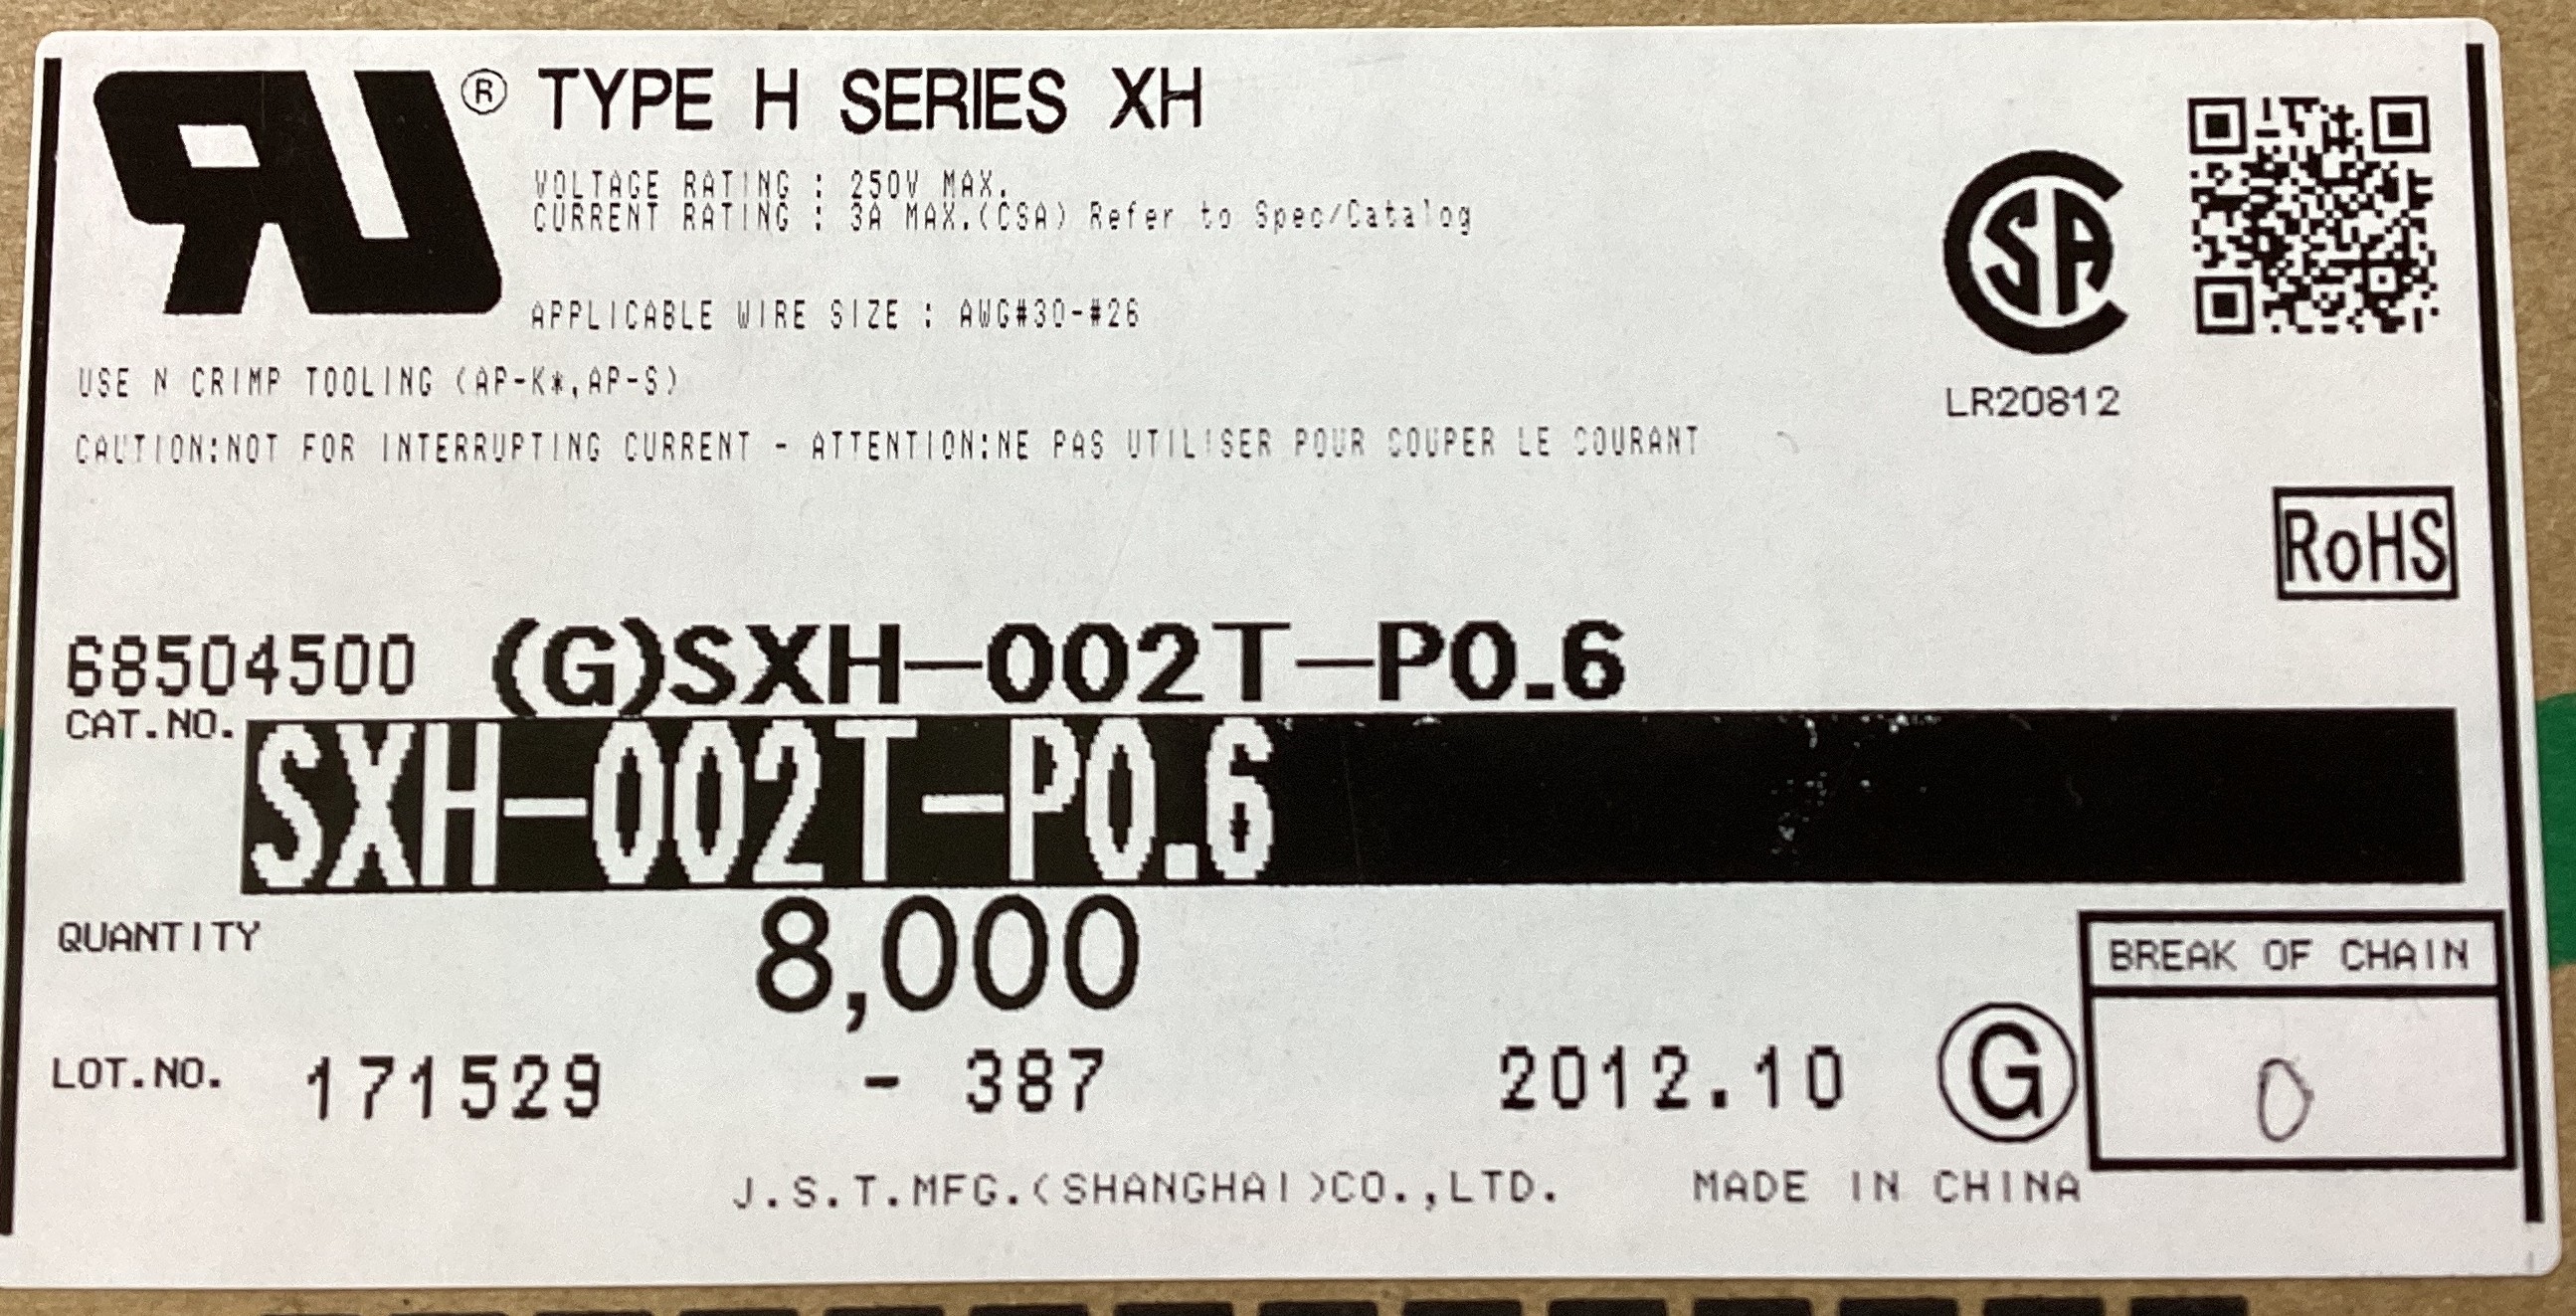 ® TYPE H SERIES XH
VOLTAGE RATING : 250V MAX.
CURRENT RATING : 3A MAX.(CSA) Refer to Spec/Catalog
APPLICABLE WIRE SIZE : AWG#30-#26
USE N CRIMP TOOLING (AP-K*,AP-S)
CAUTION:NOT FOR INTERRUPTING CURRENT - ATTENTION:NE PAS UTILISER POUR COUPER LE COURANT
CSA
LR20812
RoHS
68504500 (G)SXH-002T-P0.6
CAT.NO. SXH-002T-P0.6
QUANTITY 8,000
BREAK OF CHAIN
LOT.NO. 171529 - 387 2012.10 G 0
J.S.T.MFG.(SHANGHAI)CO.,LTD. MADE IN CHINA